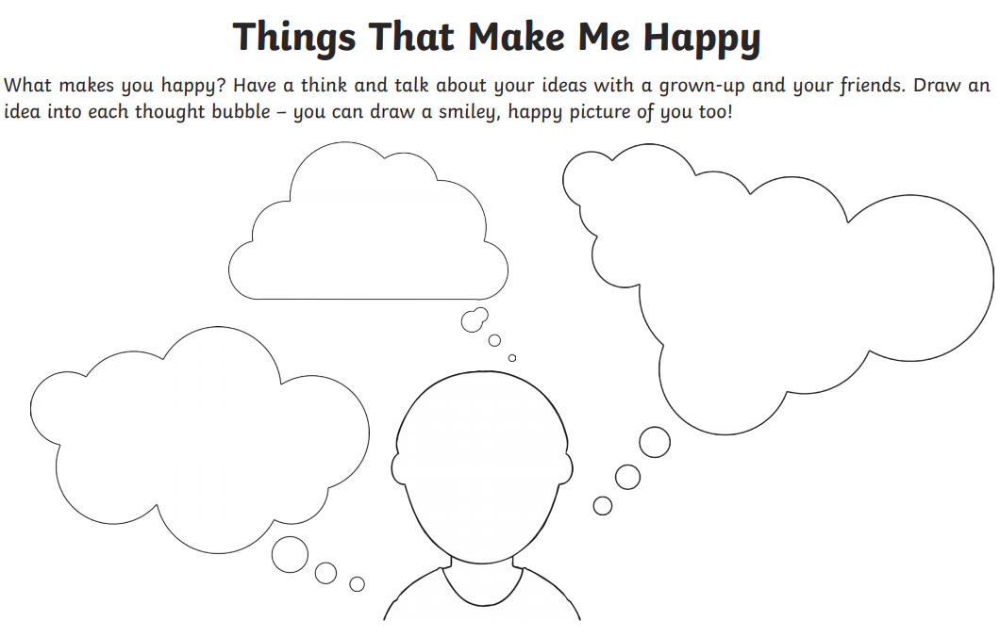 Things That Make Me Happy
What makes you happy? Have a think and talk about your ideas with a grown-up and your friends. Draw an
idea into each thought bubble – you can draw a smiley, happy picture of you too!